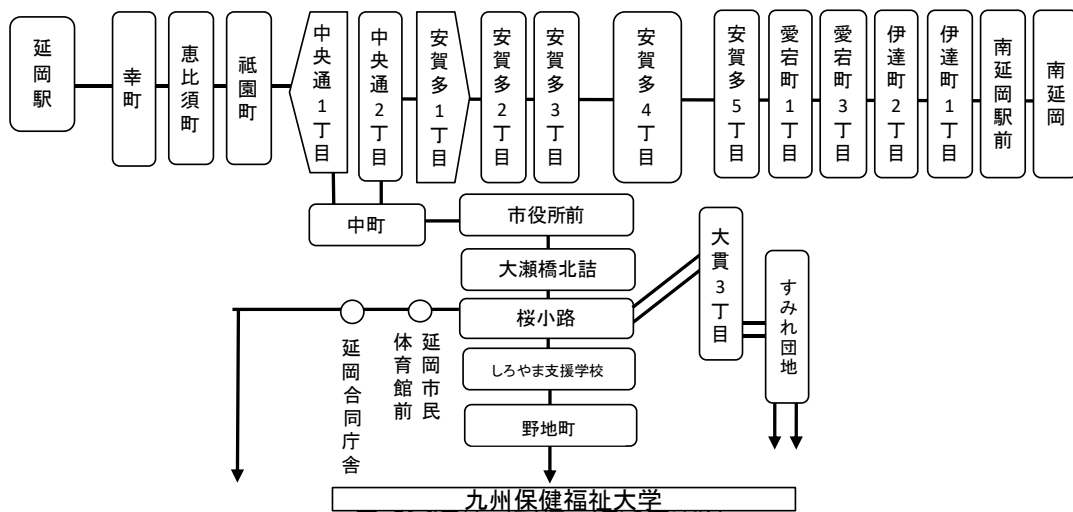 延岡駅
幸町
恵比須町
祗園町
中央通1丁目
中央通2丁目
安賀多1丁目
安賀多2丁目
安賀多3丁目
安賀多4丁目
安賀多5丁目
愛宕町1丁目
愛宕町3丁目
伊達町2丁目
伊達町1丁目
南延岡駅前
南延岡
中町
市役所前
大瀬橋北詰
桜小路
しろやま支援学校
野地町
大貫3丁目
すみれ団地
延岡市民
体育館前
延岡合同庁舎
九州保健福祉大学